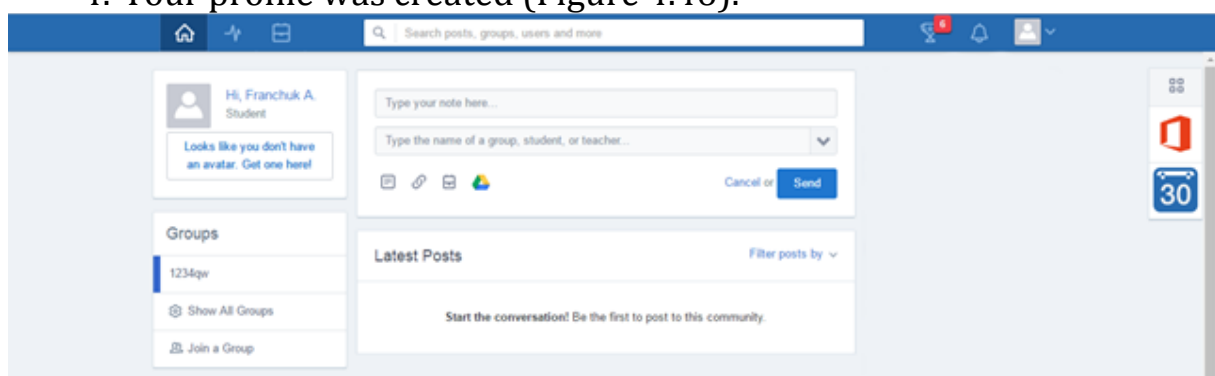 4. Your profile was created (Figure 4.46).
Search posts, groups, users and more
6
Hi, Franchuk A.
Student
Looks like you don't have
an avatar. Get one here!
Type your note here...
Type the name of a group, student, or teacher...
Cancel or Send
30
Groups
1234qw
Show All Groups
Join a Group
Latest Posts
Filter posts by
Start the conversation! Be the first to post to this community.